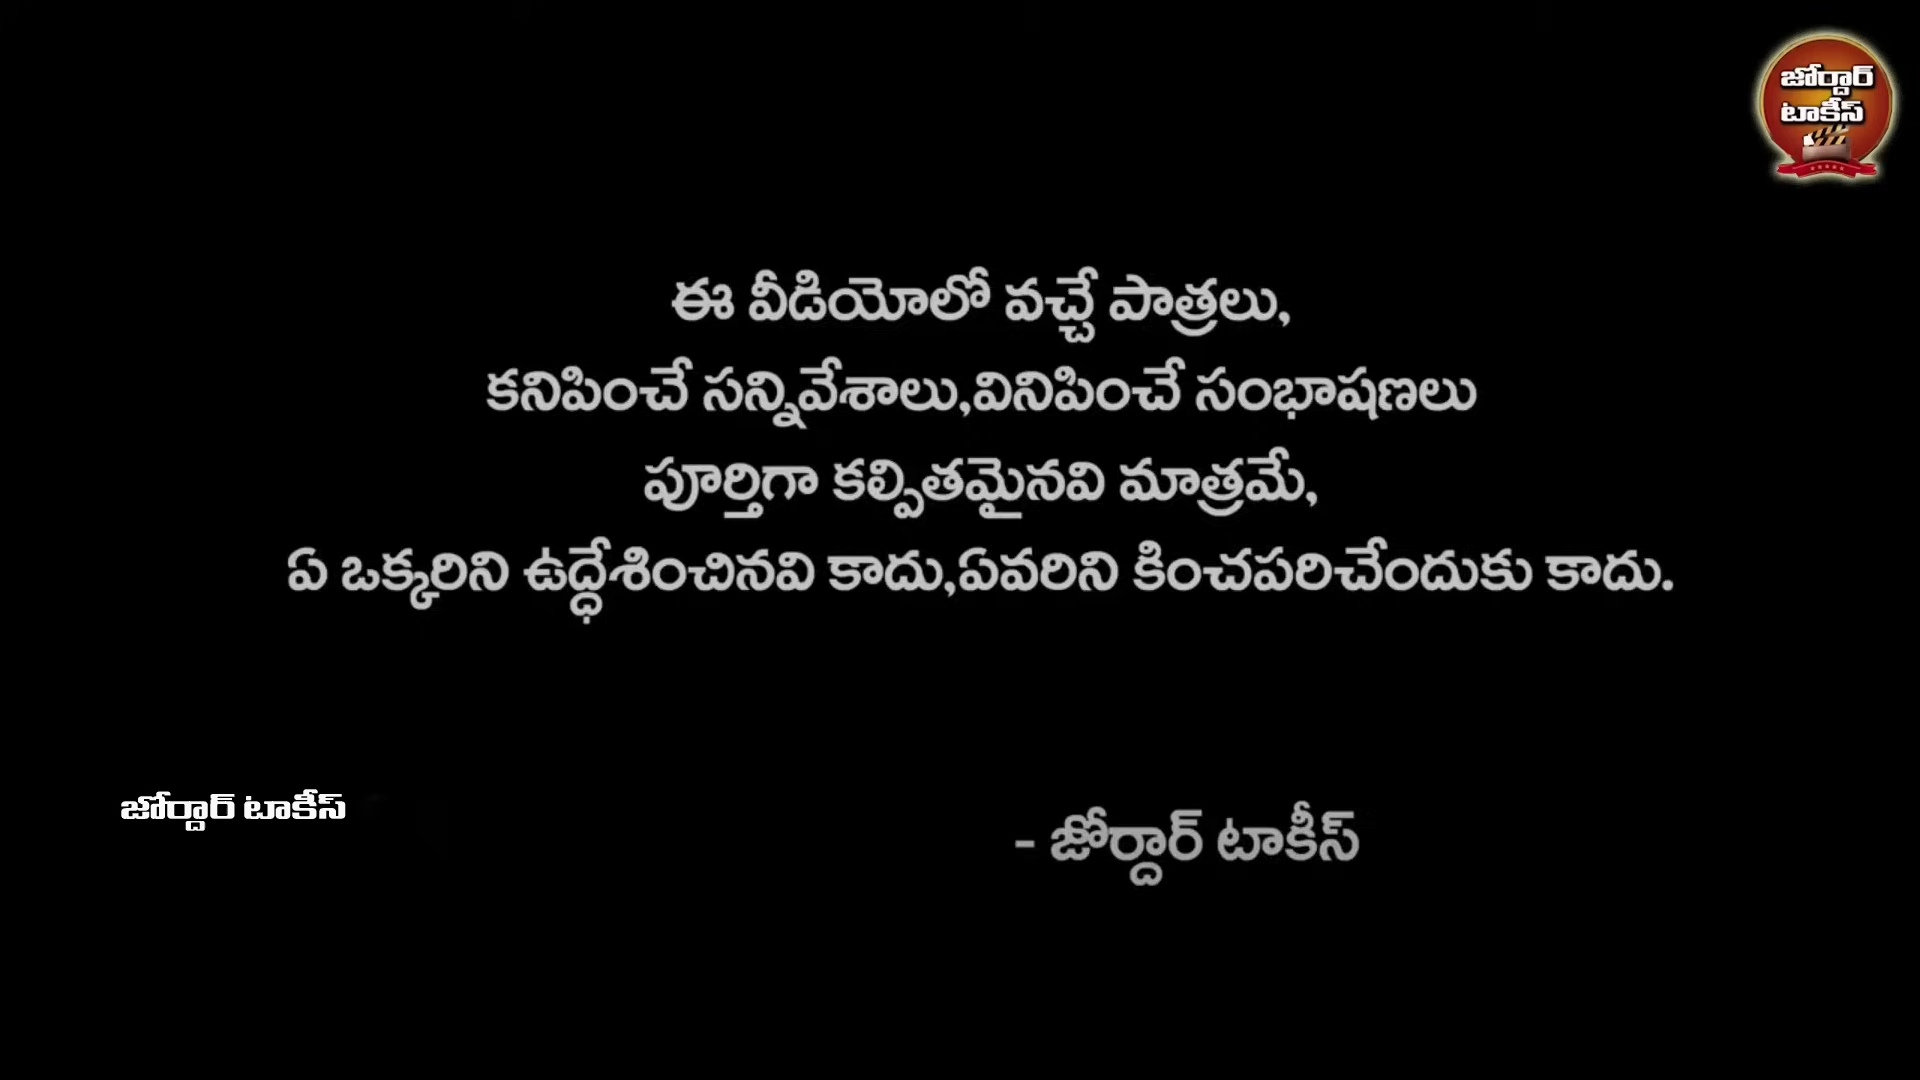 జోర్దార్
టాకీస్
ఈ వీడియోలో వచ్చే పాత్రలు,
కనిపించే సన్నివేశాలు,వినిపించే సంభాషణలు
పూర్తిగా కల్పితమైనవి మాత్రమే,
ఏ ఒక్కరిని ఉద్ధేశించినవి కాదు,ఏవరిని కించపరిచేందుకు కాదు.
జోర్దార్ టాకీస్
- జోర్దార్ టాకీస్